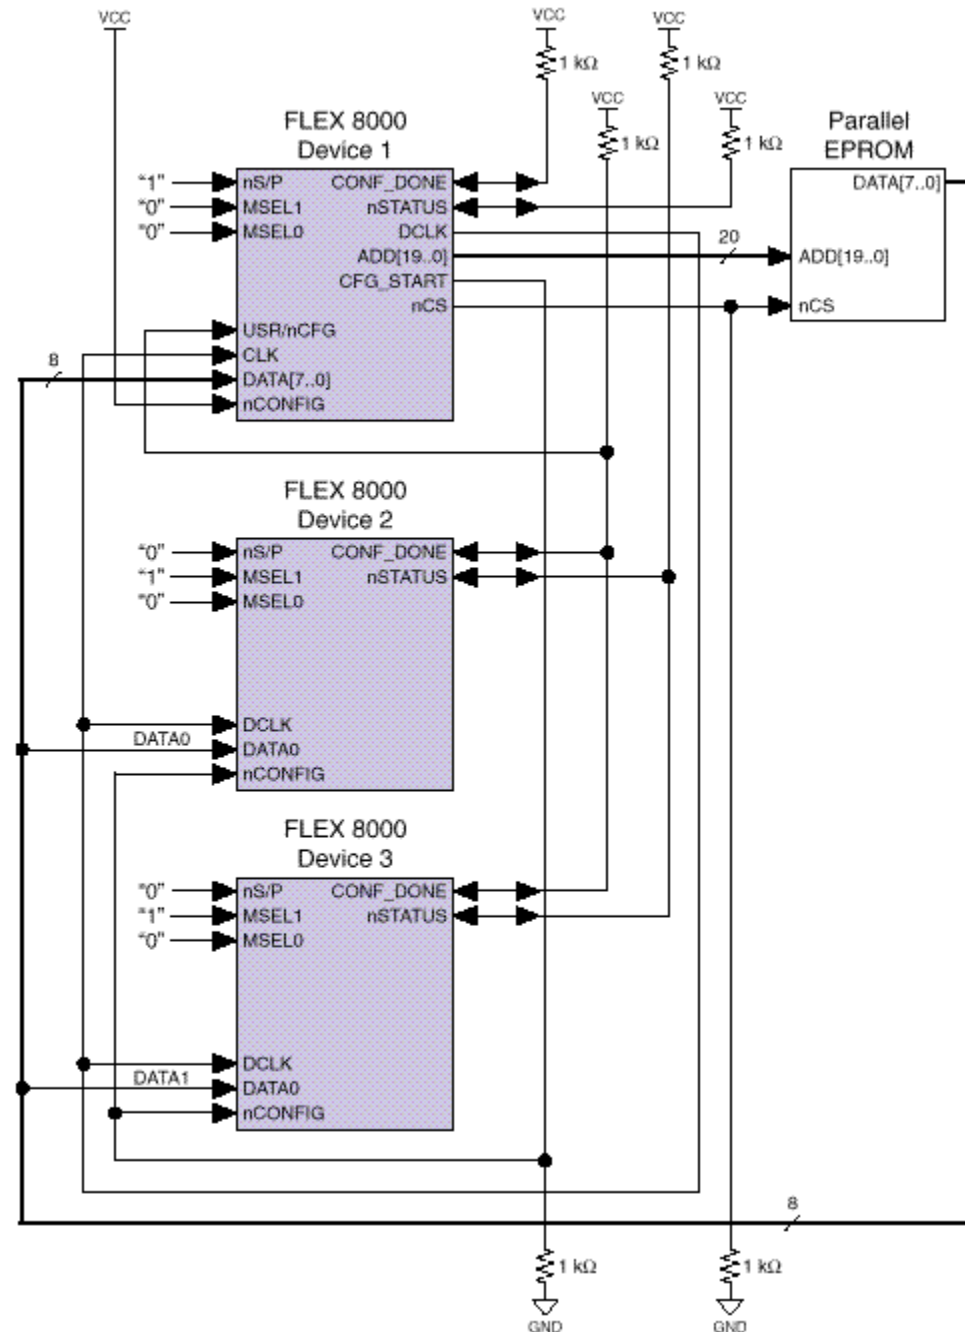 VCC
VCC
VCC
1 kΩ
1 kΩ
VCC
VCC
1 kΩ
1 kΩ
FLEX 8000
Device 1
"1"
nS/P
CONF_DONE
"0"
MSEL1
nSTATUS
"0"
MSEL0
DCLK
ADD[19..0]
CFG_START
nCS
USR/nCFG
CLK
8
DATA[7..0]
nCONFIG
Parallel
EPROM
DATA[7..0]
20
ADD[19..0]
nCS
FLEX 8000
Device 2
"0"
nS/P
CONF_DONE
"1"
MSEL1
nSTATUS
"0"
MSEL0
DCLK
DATA0
DATA0
nCONFIG
FLEX 8000
Device 3
"0"
nS/P
CONF_DONE
"1"
MSEL1
nSTATUS
"0"
MSEL0
DCLK
DATA1
DATA0
nCONFIG
8
1 kΩ
1 kΩ
GND
GND